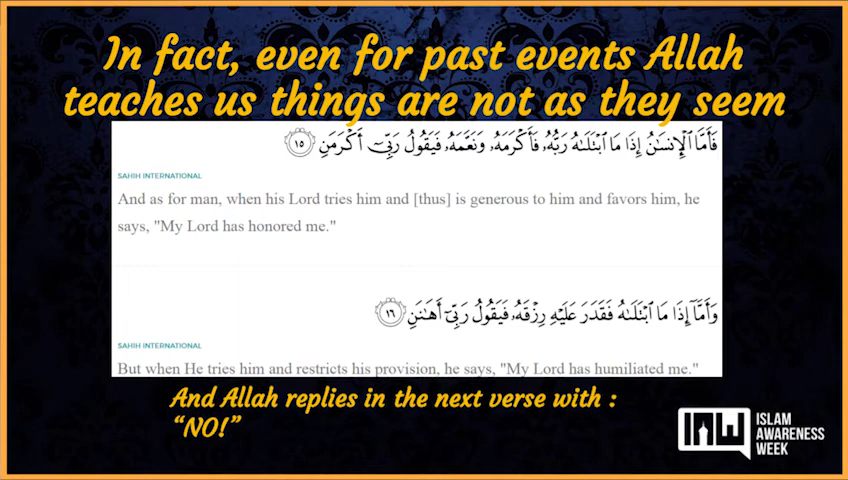 In fact, even for past events Allah
teaches us things are not as they seem
فَأَمَّا ٱلْإِنسَـٰنُ إِذَا مَا ٱبْتَلَىٰهُ رَبُّهُۥ فَأَكْرَمَهُۥ وَنَعَّمَهُۥ فَيَقُولُ رَبِّىٓ أَكْرَمَنِ ١٥
SAHIH INTERNATIONAL
And as for man, when his Lord tries him and [thus] is generous to him and favors him, he
says, "My Lord has honored me."
وَأَمَّآ إِذَا مَا ٱبْتَلَىٰهُ فَقَدَرَ عَلَيْهِ رِزْقَهُۥ فَيَقُولُ رَبِّىٓ أَهَـٰنَنِ ١٦
SAHIH INTERNATIONAL
But when He tries him and restricts his provision, he says, "My Lord has humiliated me."
And Allah replies in the next verse with :
“NO!”
IAW
ISLAM
AWARENESS
WEEK